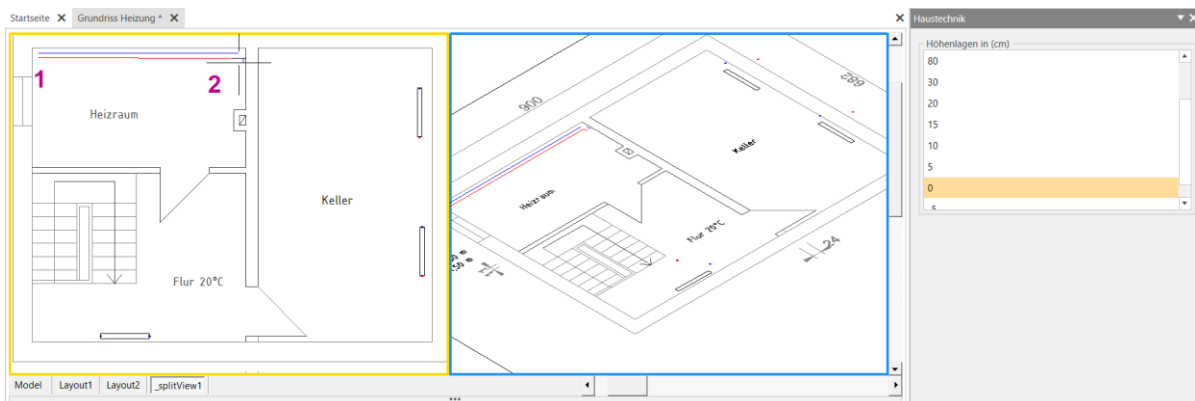 Startseite
Grundriss Heizung *
Haustechnik
Höhenlagen in (cm)
80
30
20
15
10
5
0
1
2
Heizraum
Keller
Flur 20°C
900
682
Keller
Heizraum
Flur 20°C
24
Model
Layout1
Layout2
_splitView1